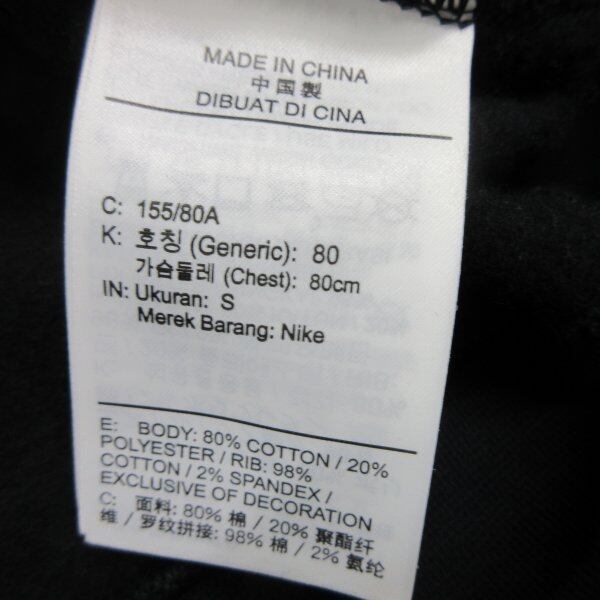 MADE IN CHINA
中国製
DIBUAT DI CINA
C: 155/80A
K: 호칭 (Generic): 80
가슴둘레 (Chest): 80cm
IN: Ukuran: S
Merek Barang: Nike
E: BODY: 80% COTTON / 20%
POLYESTER / RIB: 98%
COTTON / 2% SPANDEX /
EXCLUSIVE OF DECORATION
C: 面料: 80% 棉 / 20% 聚酯纤
维 / 罗纹拼接: 98% 棉 / 2% 氨纶